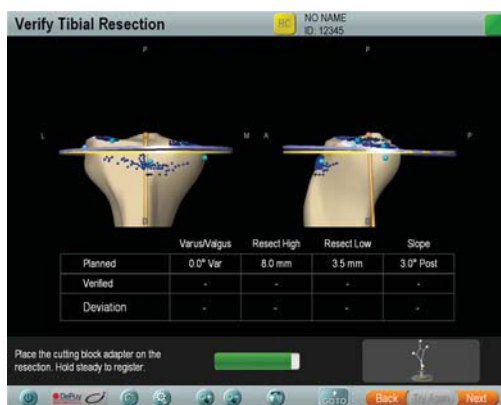 Verify Tibial Resection
RC
NO NAME
ID: 12345
P P
L M A P
D D
Varus/Valgus Resect High Resect Low Slope
Planned 0.0° Var 8.0 mm 3.5 mm 3.0° Post
Verified - - - -
Deviation - - - -
Place the cutting block adapter on the
resection. Hold steady to register.
DePuy GOTO Back Try Again Next